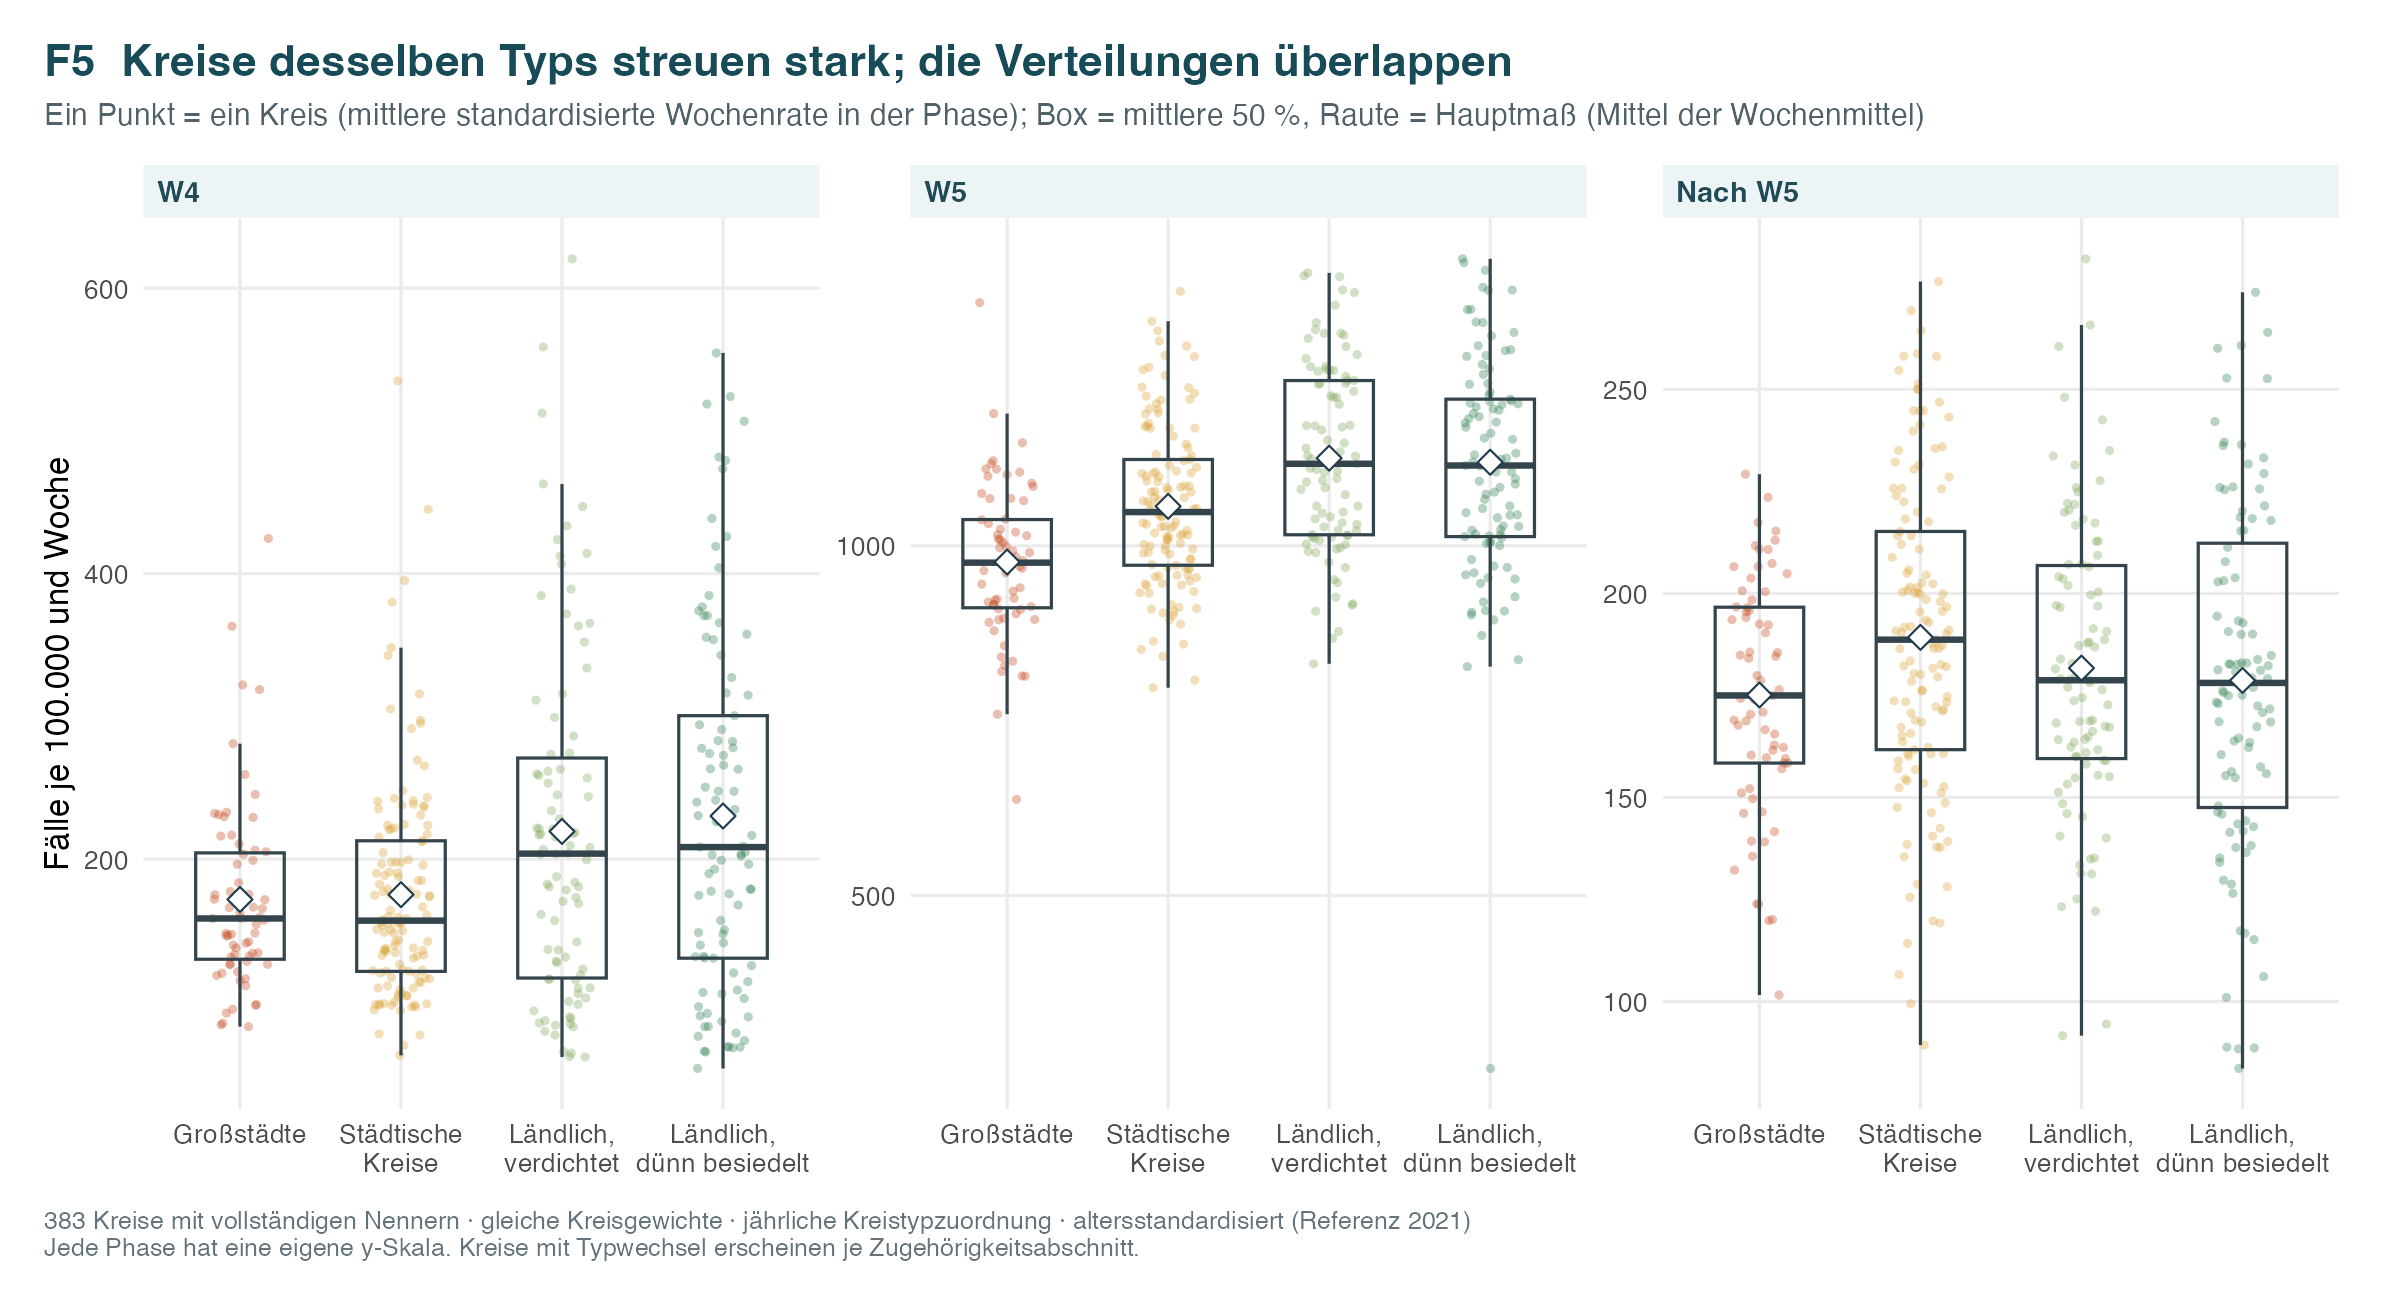 F5 Kreise desselben Typs streuen stark; die Verteilungen überlappen
Ein Punkt = ein Kreis (mittlere standardisierte Wochenrate in der Phase); Box = mittlere 50 %, Raute = Hauptmaß (Mittel der Wochenmittel)
W4
W5
Nach W5
Fälle je 100.000 und Woche
600
400
200
1000
500
250
200
150
100
Großstädte
Städtische
Kreise
Ländlich,
verdichtet
Ländlich,
dünn besiedelt
Großstädte
Städtische
Kreise
Ländlich,
verdichtet
Ländlich,
dünn besiedelt
Großstädte
Städtische
Kreise
Ländlich,
verdichtet
Ländlich,
dünn besiedelt
383 Kreise mit vollständigen Nennern · gleiche Kreisgewichte · jährliche Kreistypzuordnung · altersstandardisiert (Referenz 2021)
Jede Phase hat eine eigene y-Skala. Kreise mit Typwechsel erscheinen je Zugehörigkeitsabschnitt.